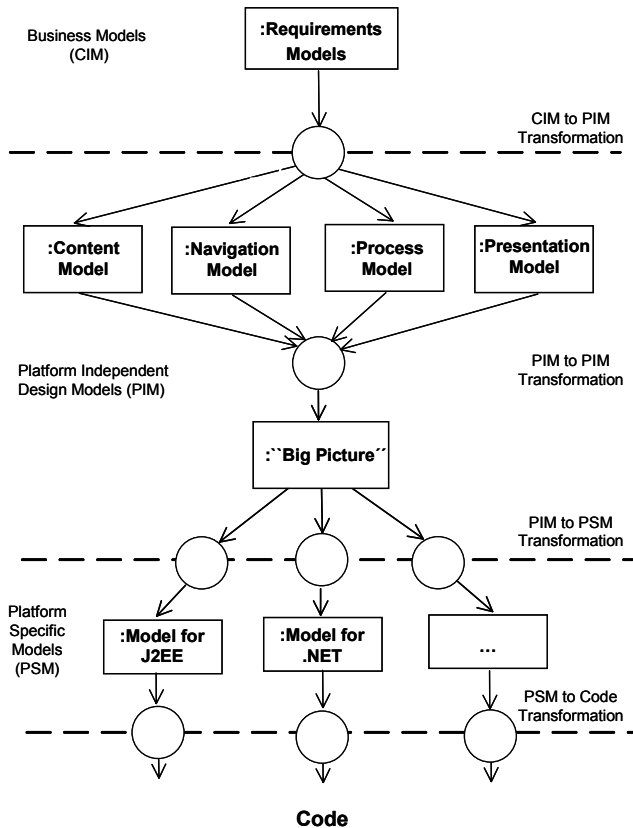 Business Models
(CIM)
:Requirements
Models
CIM to PIM
Transformation
:Content
Model
:Navigation
Model
:Process
Model
:Presentation
Model
Platform Independent
Design Models (PIM)
PIM to PIM
Transformation
:``Big Picture´´
PIM to PSM
Transformation
Platform
Specific
Models
(PSM)
:Model for
J2EE
:Model for
.NET
...
PSM to Code
Transformation
Code